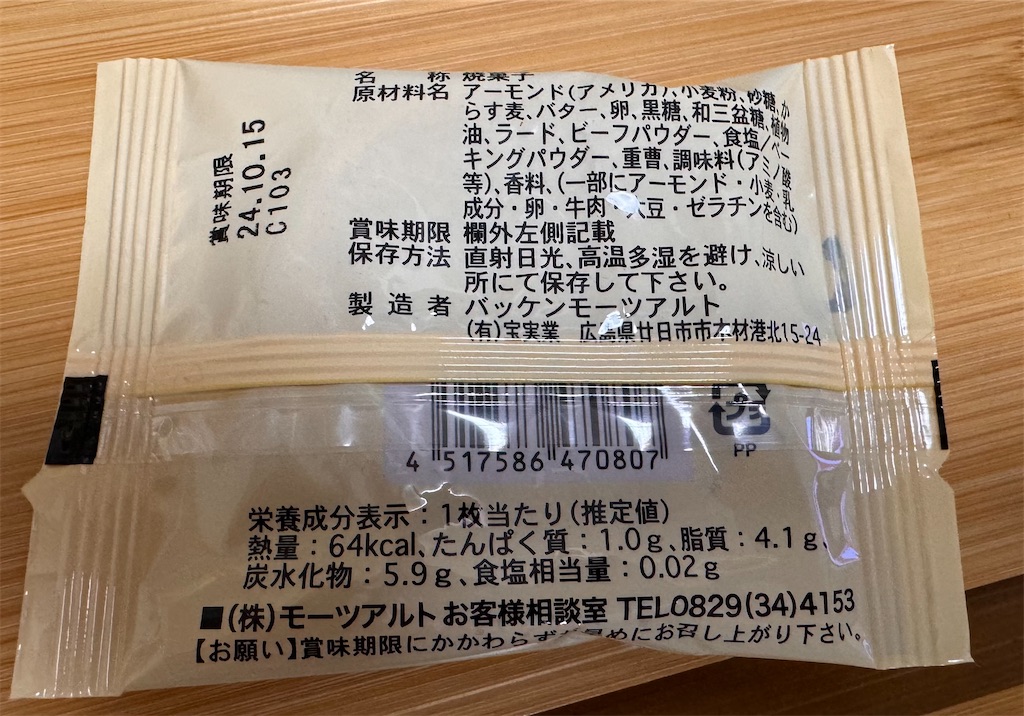 名 称 焼菓子
原材料名 アーモンド(アメリカ)、小麦粉、砂糖、か
らす麦、バター、卵、黒糖、和三盆糖、植物
油、ラード、ビーフパウダー、食塩/ベー
キングパウダー、重曹、調味料(アミノ酸
等)、香料、(一部にアーモンド・小麦・乳
成分・卵・牛肉・大豆・ゼラチンを含む)
賞味期限 欄外左側記載
保存方法 直射日光、高温多湿を避け、涼しい
所にて保存して下さい。
製造者 バッケンモーツアルト
(有)宝実業 広島県廿日市市木材港北15-24
賞味期限
24.10.15
C103
プラ
PP
4 517586 470807
栄養成分表示:1枚当たり(推定値)
熱量:64kcal、たんぱく質:1.0g、脂質:4.1g、
炭水化物:5.9g、食塩相当量:0.02g
■(株)モーツアルト お客様相談室 TEL0829(34)4153
【お願い】賞味期限にかかわらずお早めにお召し上がり下さい。